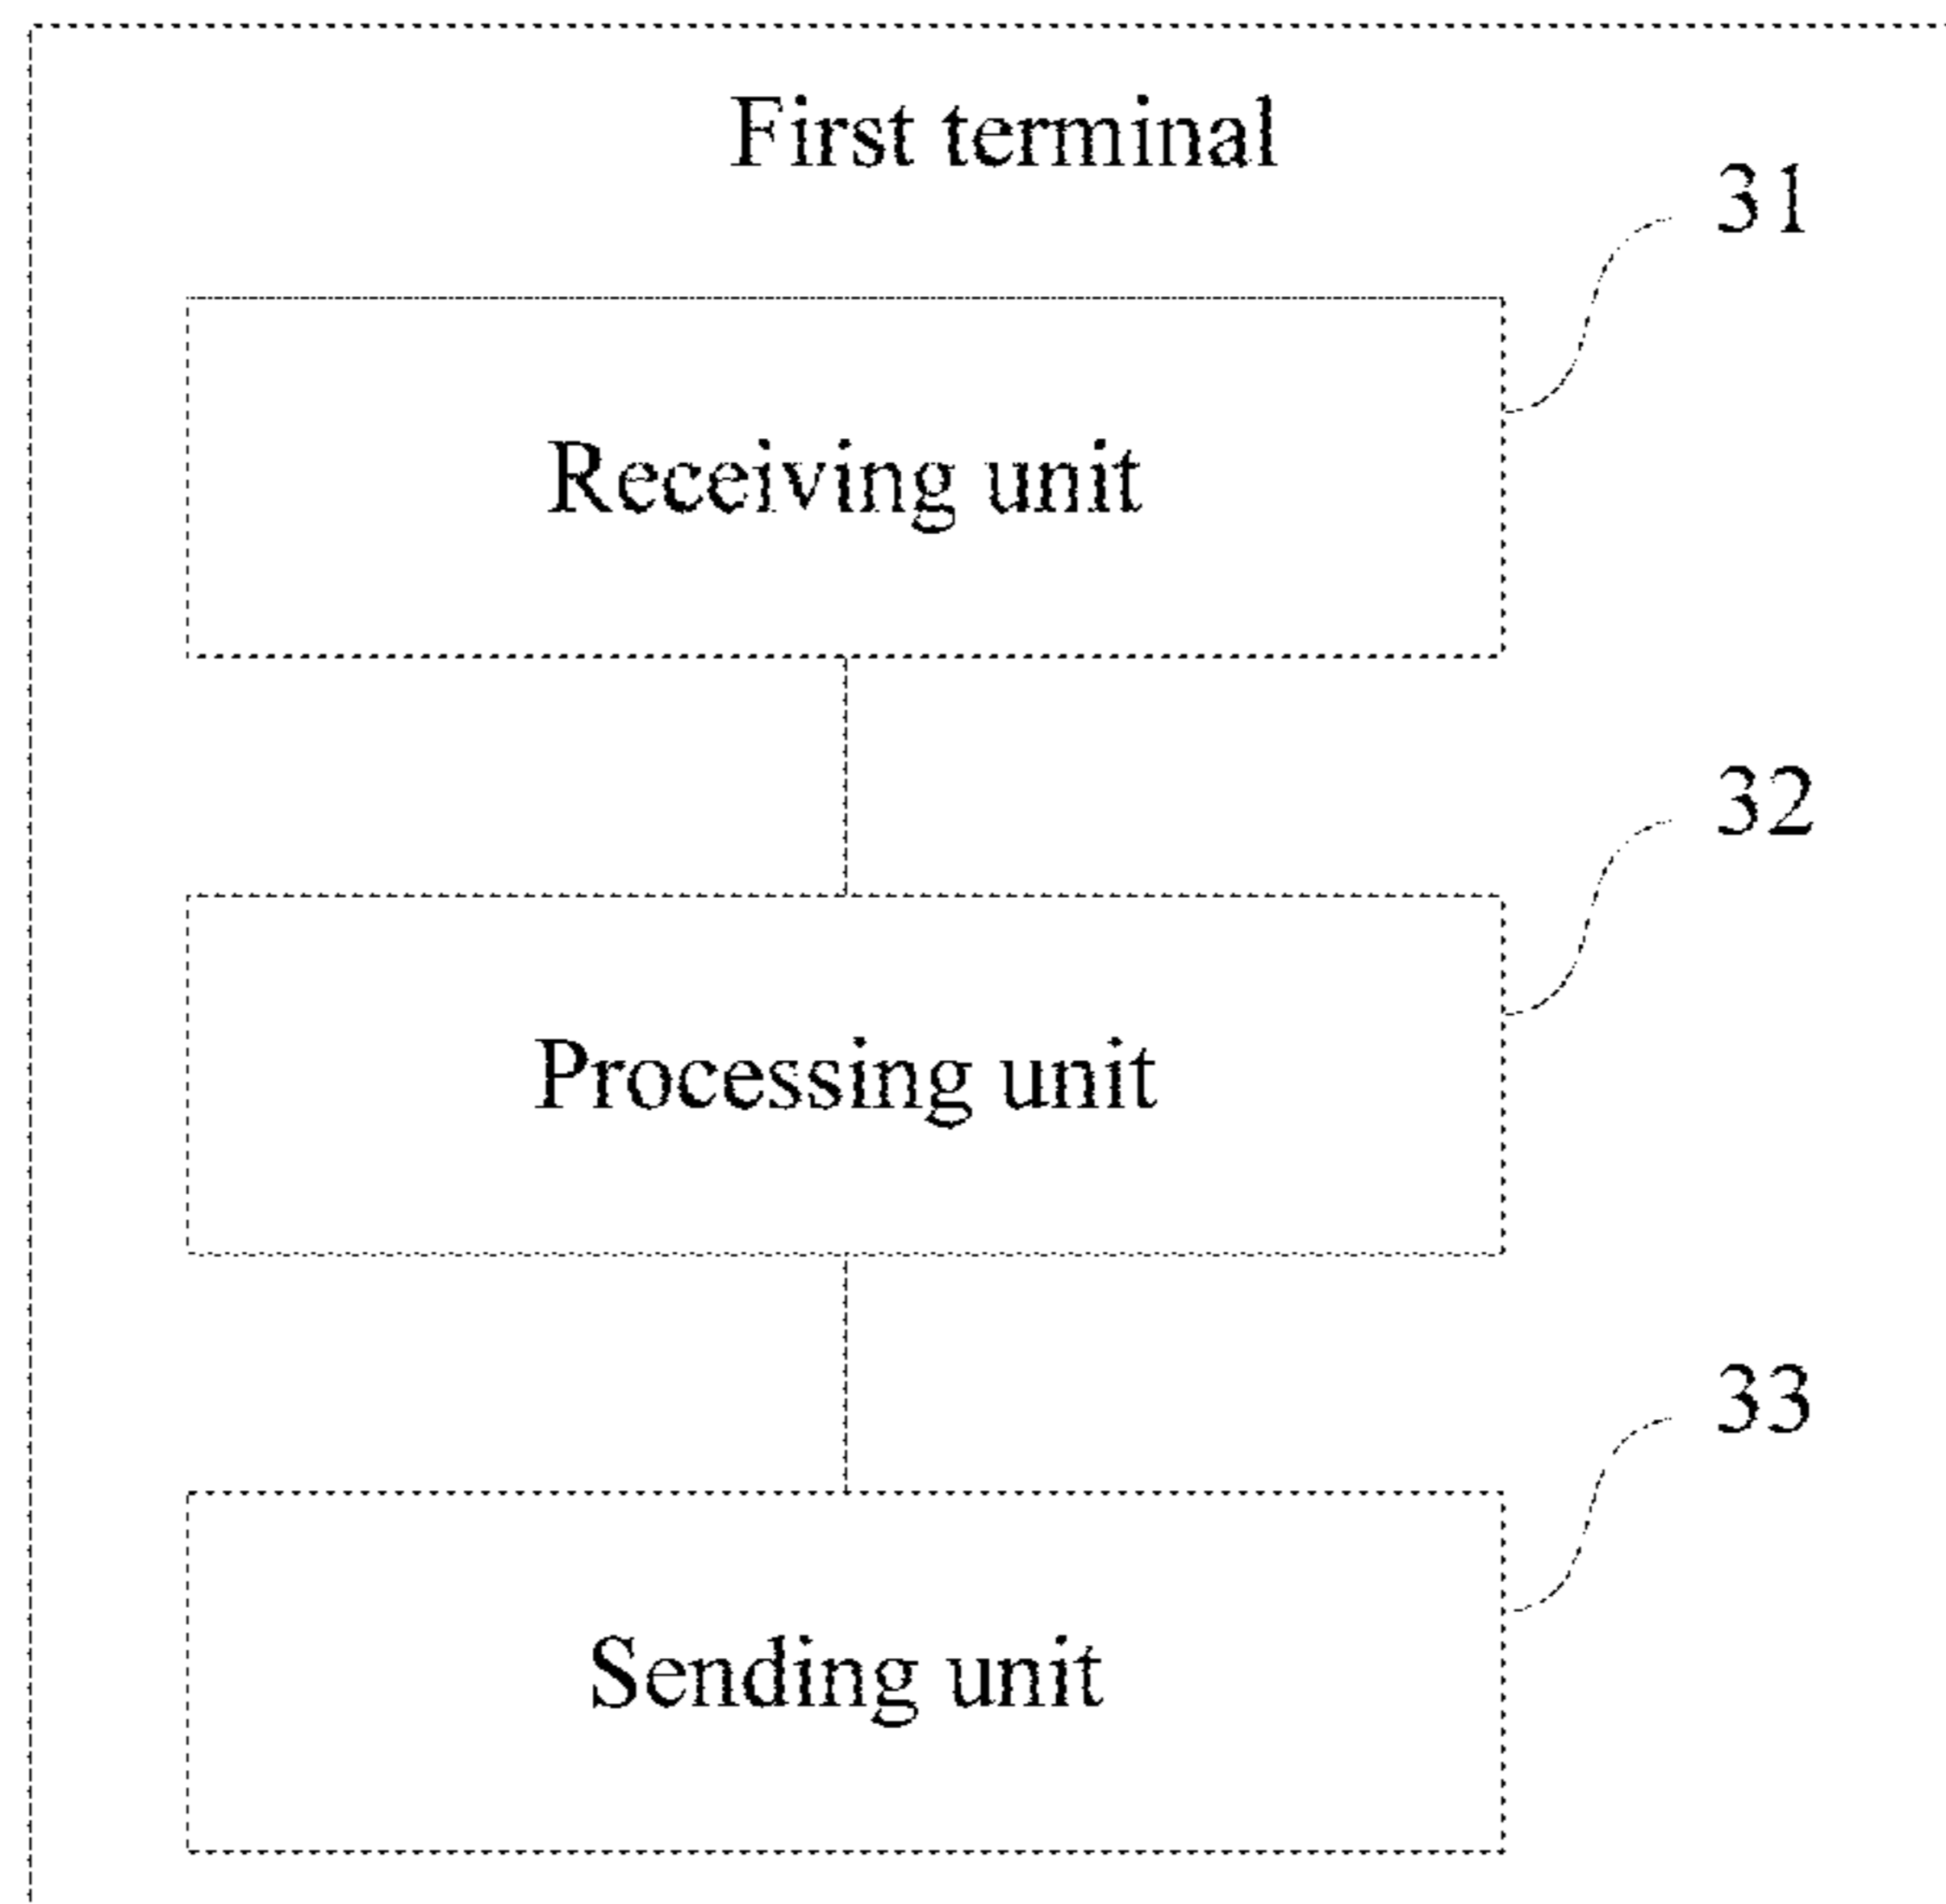 First terminal
31
Receiving unit
32
Processing unit
33
Sending unit